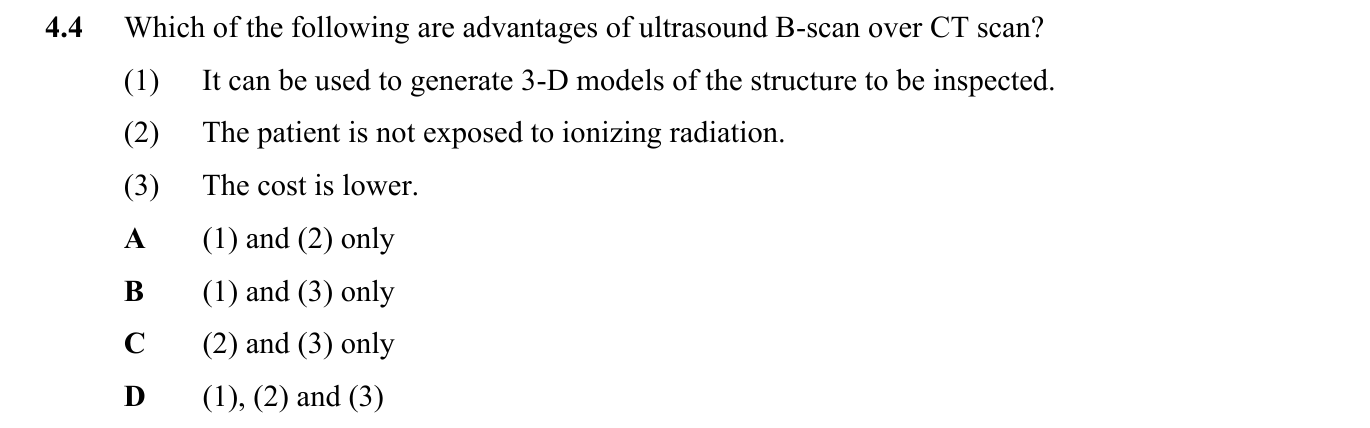 4.4 Which of the following are advantages of ultrasound B-scan over CT scan?
(1) It can be used to generate 3-D models of the structure to be inspected.
(2) The patient is not exposed to ionizing radiation.
(3) The cost is lower.
A (1) and (2) only
B (1) and (3) only
C (2) and (3) only
D (1), (2) and (3)